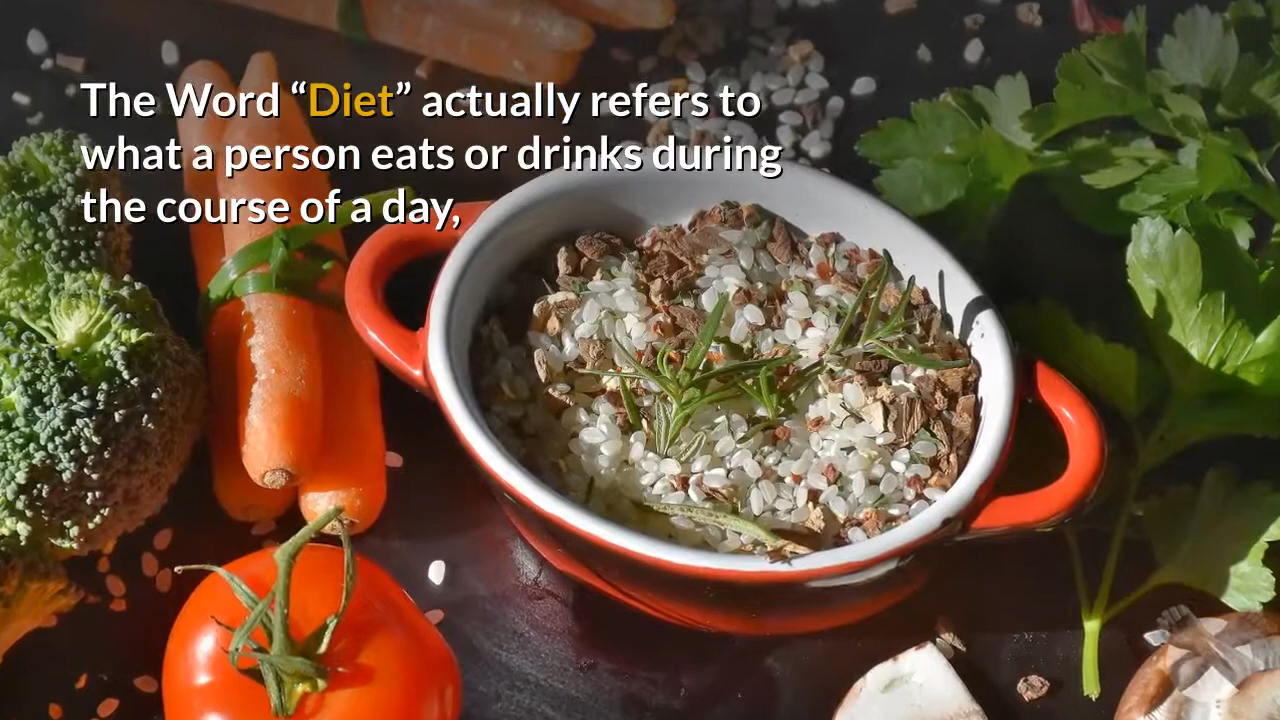 The Word “Diet” actually refers to
what a person eats or drinks during
the course of a day,